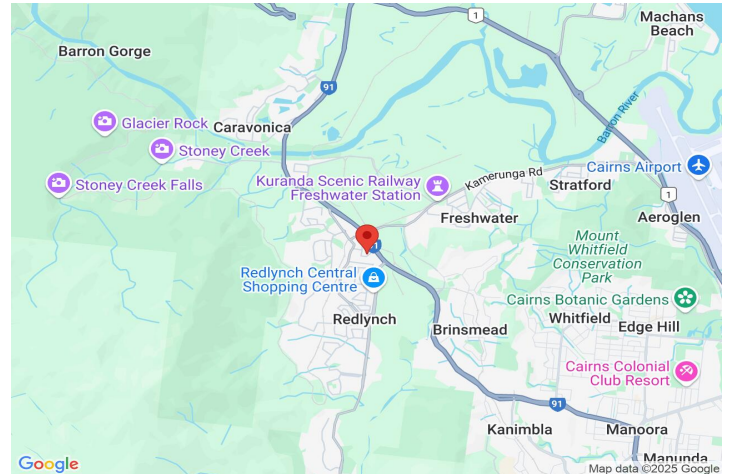 1
Machans
Beach
Barron Gorge
91
Glacier Rock
Caravonica
Barron River
Stoney Creek
Cairns Airport
Kamerunga Rd
Stoney Creek Falls
Kuranda Scenic Railway
Freshwater Station
Stratford
1
Freshwater
Aeroglen
Mount
Whitfield
Conservation
Park
Redlynch Central
Shopping Centre
Cairns Botanic Gardens
Redlynch
Whitfield
Edge Hill
Brinsmead
Cairns Colonial
Club Resort
91
Kanimbla
Manoora
Manunda
Google
Map data ©2025 Google